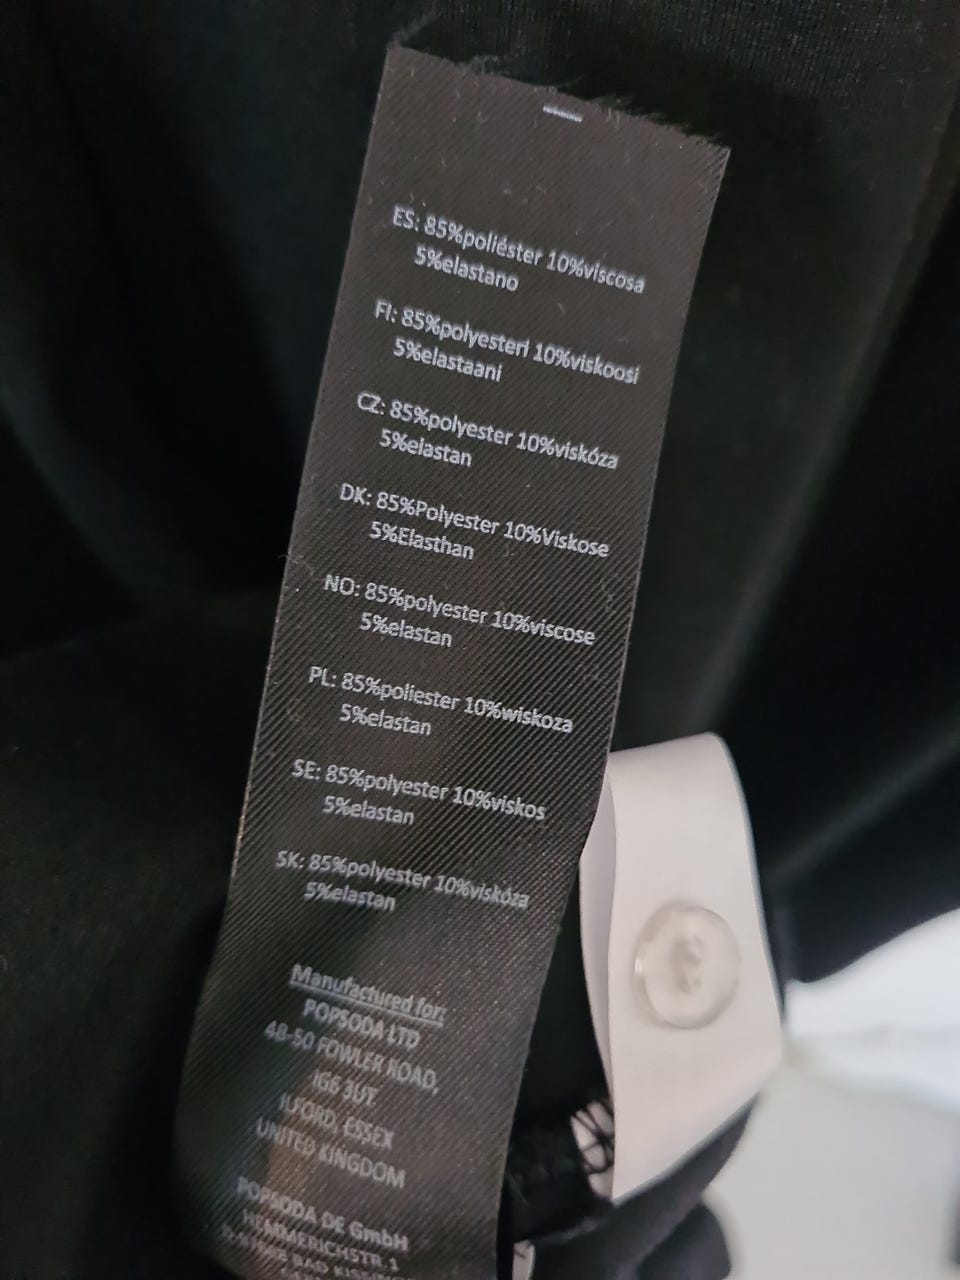 ES: 85%poliéster 10%viscosa
5%elastano
FI: 85%polyesteri 10%viskoosi
5%elastaani
CZ: 85%polyester 10%viskóza
5%elastan
DK: 85%Polyester 10%Viskose
5%Elasthan
NO: 85%polyester 10%viscose
5%elastan
PL: 85%poliester 10%wiskoza
5%elastan
SE: 85%polyester 10%viskos
5%elastan
SK: 85%polyester 10%viskóza
5%elastan
Manufactured for:
POPSODA LTD
48-50 FOWLER ROAD,
IG6 3UT
ILFORD, ESSEX
UNITED KINGDOM
POPSODA DE GmbH
HEMMERICHSTR. 1
BAD